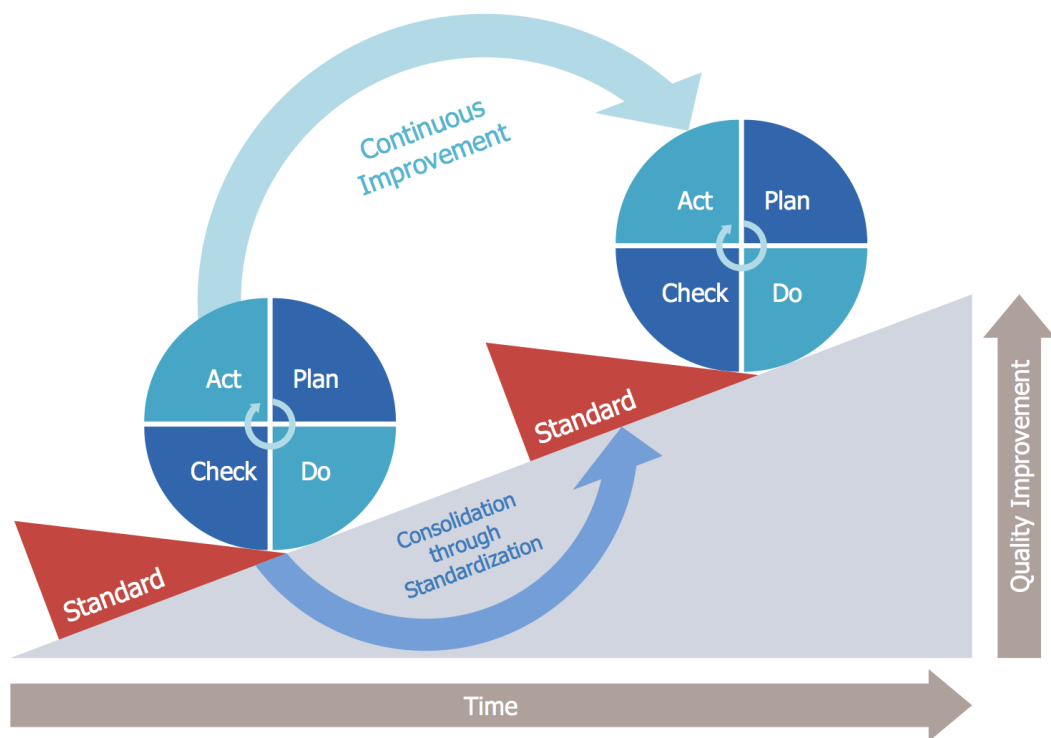 Continuous
Improvement
Act
Plan
Check
Do
Act
Plan
Check
Do
Standard
Standard
Consolidation
through
Standardization
Quality Improvement
Time